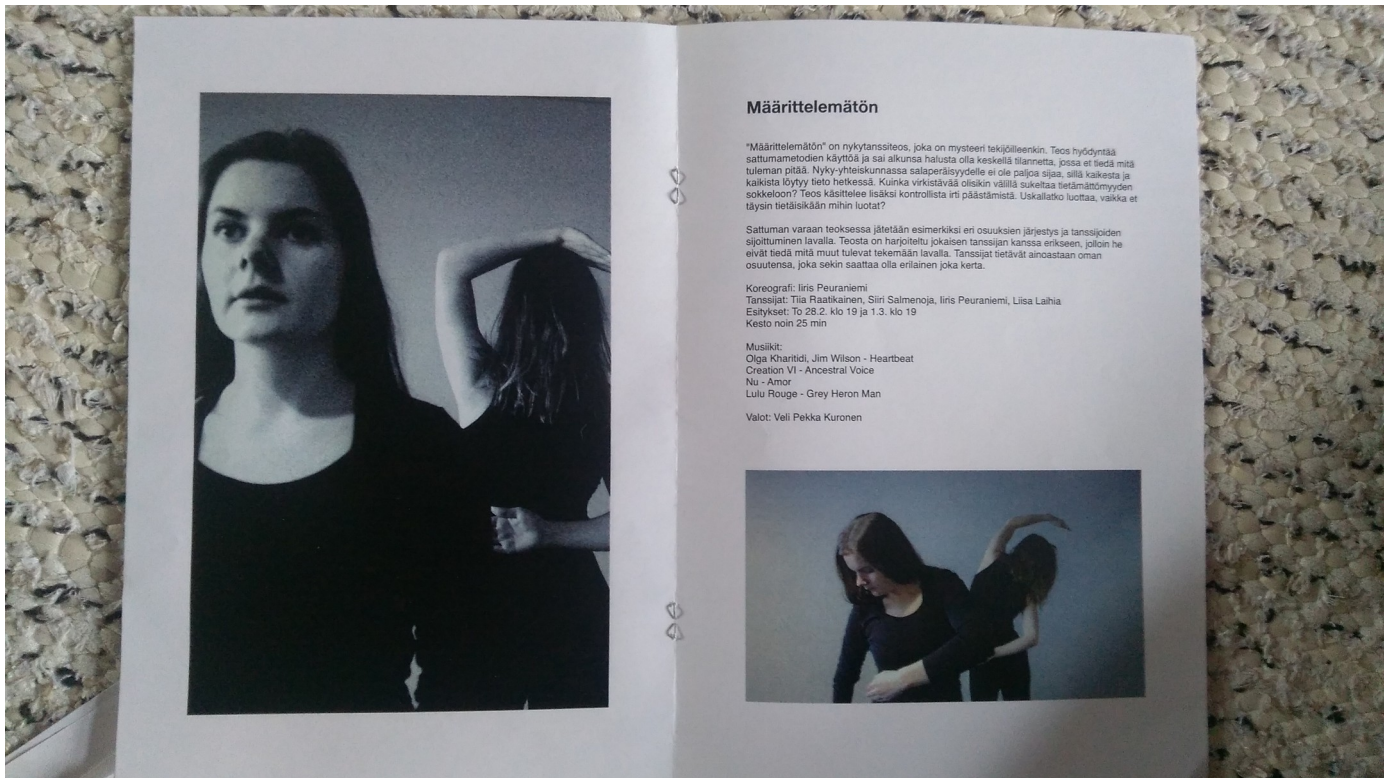 Määrittelemätön
"Määrittelemätön" on nykytanssiteos, joka on mysteeri tekijöilleenkin. Teos hyödyntää
sattumametodien käyttöä ja sai alkunsa halusta olla keskellä tilannetta, jossa et tiedä mitä
tuleman pitää. Nyky-yhteiskunnassa salaperäisyydelle ei ole paljoa sijaa, sillä kaikesta ja
kaikista löytyy tieto hetkessä. Kuinka virkistävää olisikin välillä sukeltaa tietämättömyyden
sokkeloon? Teos käsittelee lisäksi kontrollista irti päästämistä. Uskallatko luottaa, vaikka et
täysin tietäisikään mihin luotat?
Sattuman varaan teoksessa jätetään esimerkiksi eri osuuksien järjestys ja tanssijoiden
sijoittuminen lavalla. Teosta on harjoiteltu jokaisen tanssijan kanssa erikseen, jolloin he
eivät tiedä mitä muut tulevat tekemään lavalla. Tanssijat tietävät ainoastaan oman
osuutensa, joka sekin saattaa olla erilainen joka kerta.
Koreografi: Iiris Peuraniemi
Tanssijat: Tiia Raatikainen, Siiri Salmenoja, Iiris Peuraniemi, Liisa Laihia
Esitykset: To 28.2. klo 19 ja 1.3. klo 19
Kesto noin 25 min
Musiikit:
Olga Kharitidi, Jim Wilson - Heartbeat
Creation VI - Ancestral Voice
Nu - Amor
Lulu Rouge - Grey Heron Man
Valot: Veli Pekka Kuronen